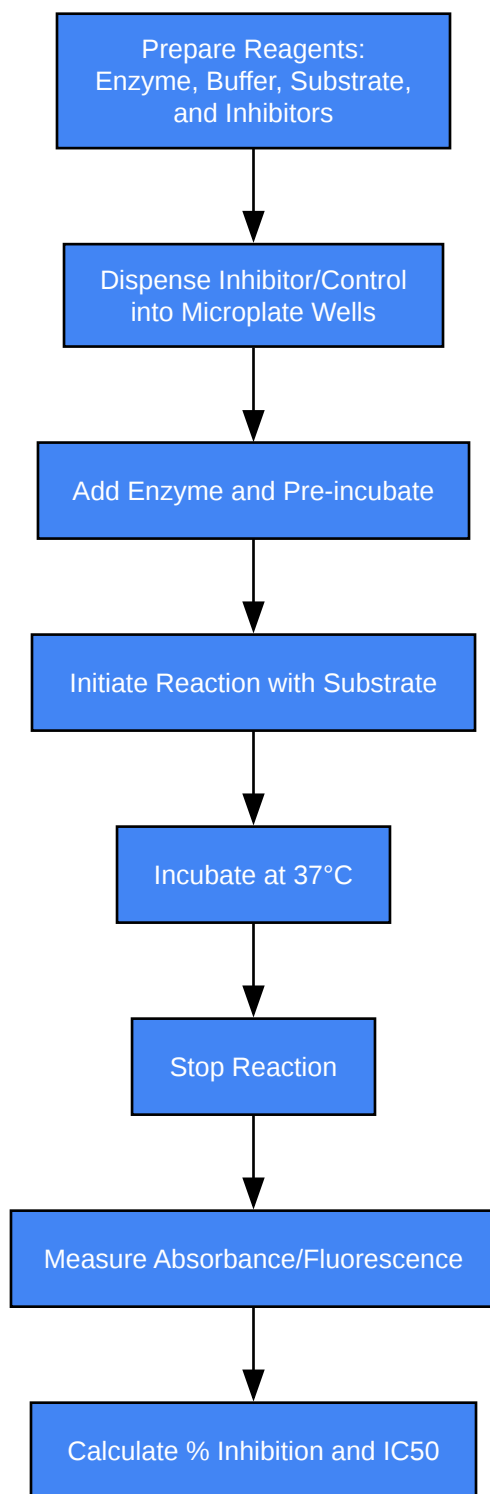 Prepare Reagents:
Enzyme, Buffer, Substrate,
and Inhibitors
Dispense Inhibitor/Control
into Microplate Wells
Add Enzyme and Pre-incubate
Initiate Reaction with Substrate
Incubate at 37°C
Stop Reaction
Measure Absorbance/Fluorescence
Calculate % Inhibition and IC50